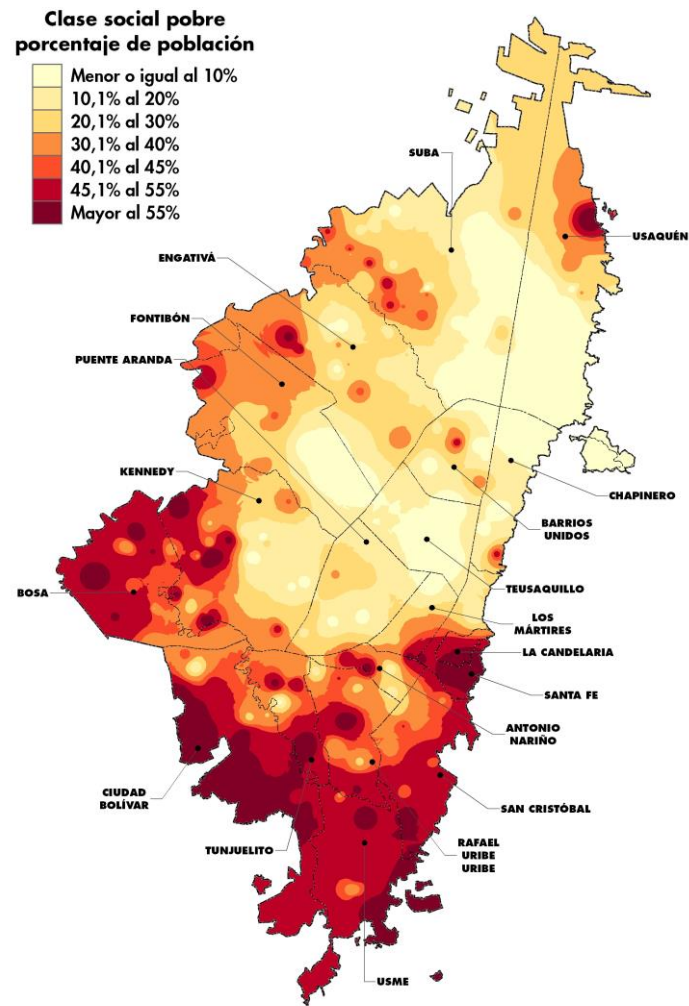 Clase social pobre
porcentaje de población
Menor o igual al 10%
10,1% al 20%
20,1% al 30%
30,1% al 40%
40,1% al 45%
45,1% al 55%
Mayor al 55%
SUBA
USAQUÉN
ENGATIVÁ
FONTIBÓN
PUENTE ARANDA
KENNEDY
CHAPINERO
BARRIOS
UNIDOS
BOSA
TEUSAQUILLO
LOS
MÁRTIRES
LA CANDELARIA
SANTA FE
ANTONIO
NARIÑO
CIUDAD
BOLÍVAR
SAN CRISTÓBAL
TUNJUELITO
RAFAEL
URIBE
URIBE
USME